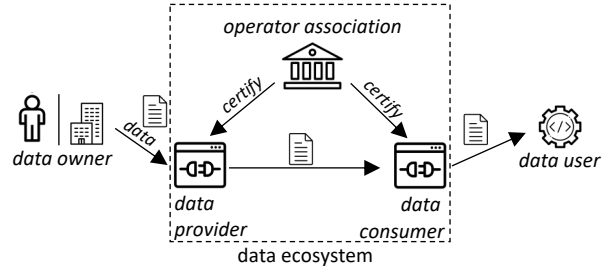 operator association
certify
certify
data
data owner
data
provider
data
consumer
data user
data ecosystem